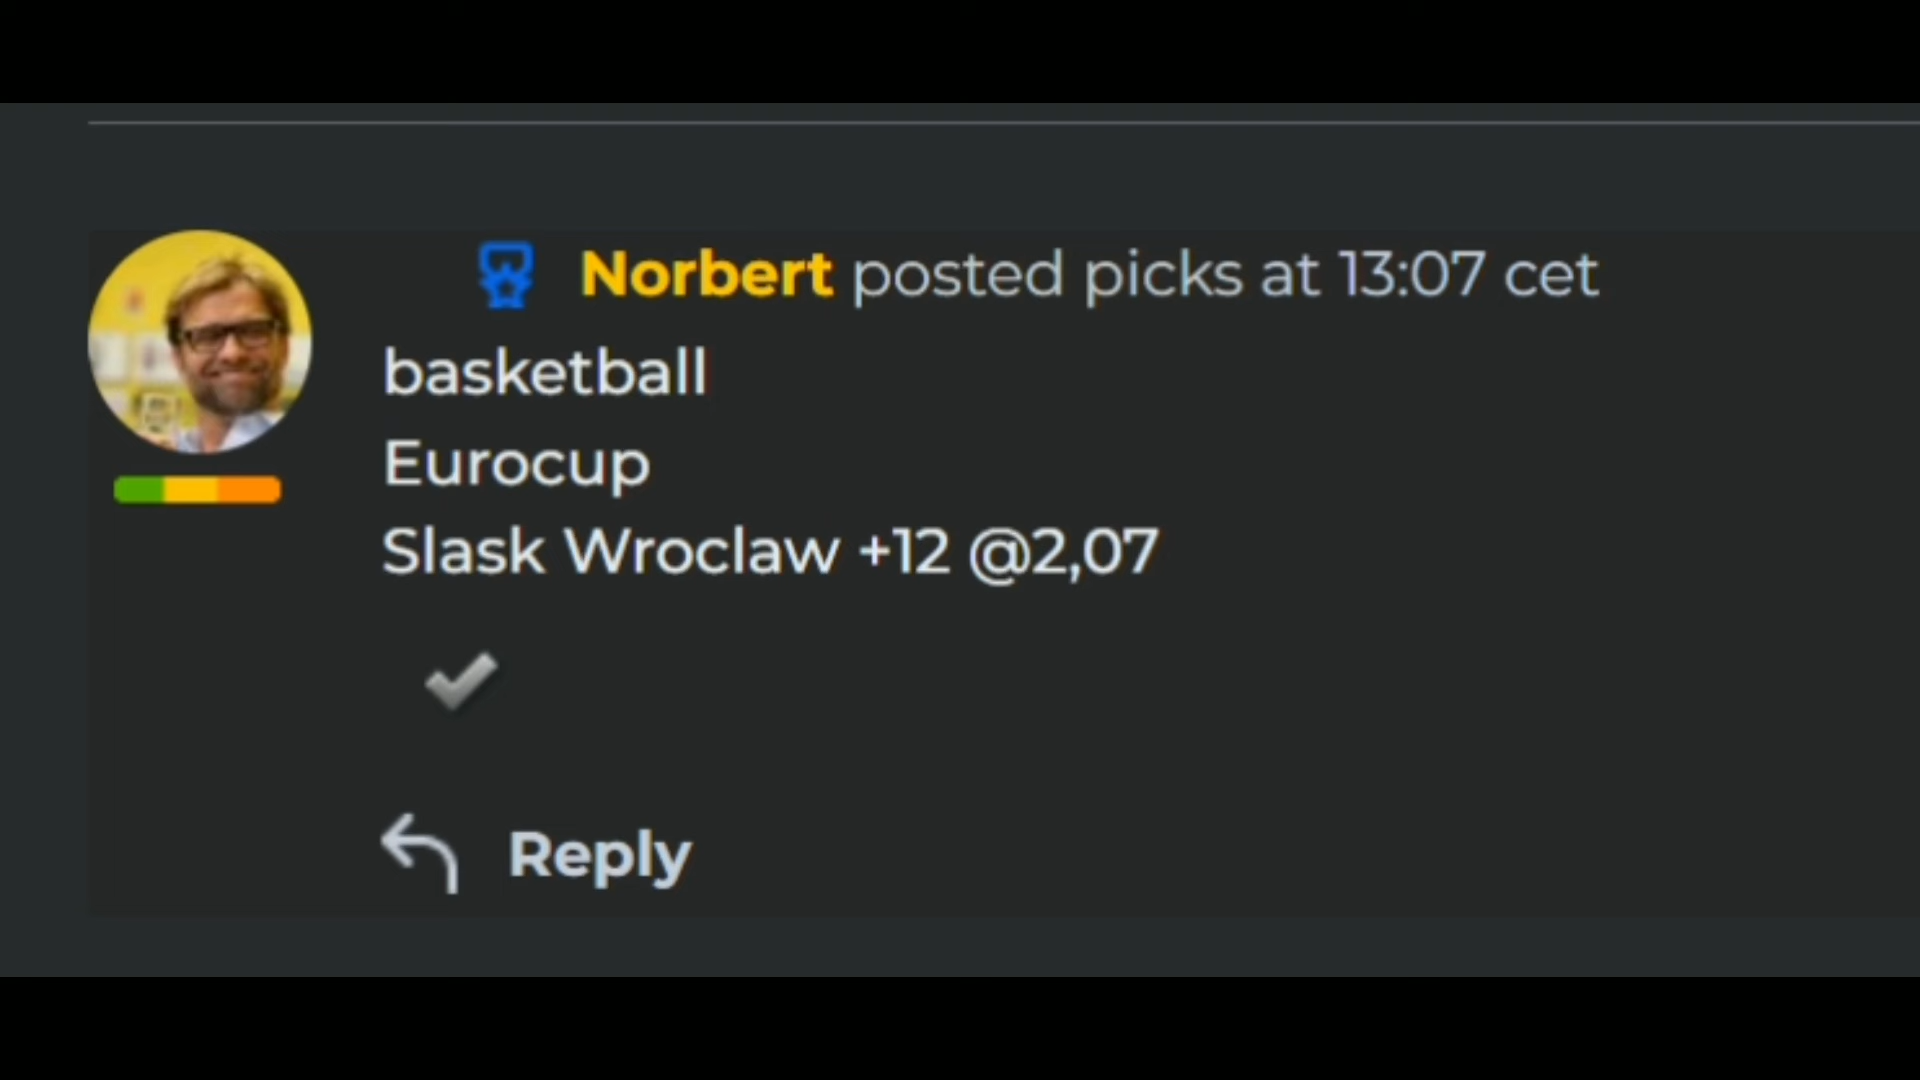 Norbert posted picks at 13:07 cet
basketball
Eurocup
Slask Wroclaw +12 @2,07
Reply